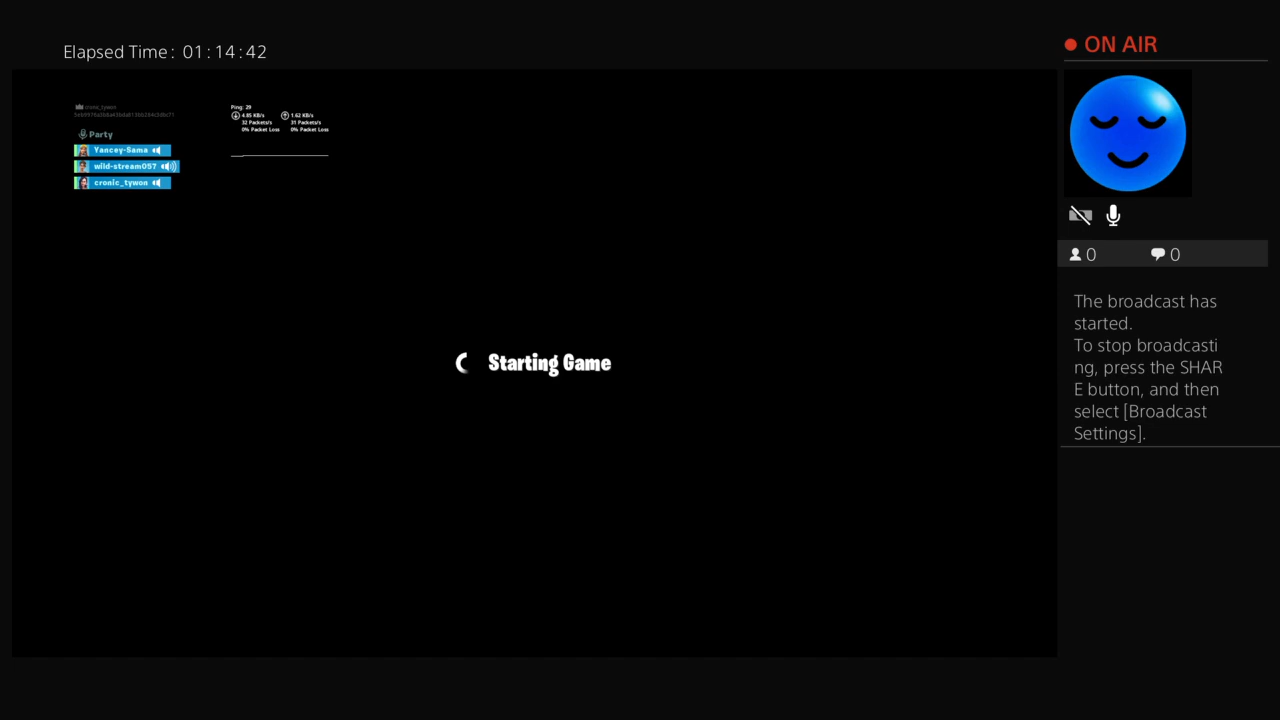 Elapsed Time: 01:14:42
ON AIR
cronic_tywon
Ping: 29
4.85 KB/s
1.62 KB/s
32 Packets/s
31 Packets/s
0% Packet Loss
0% Packet Loss
Party
Yancey-Sama
wild-stream057
cronic_tywon
0
0
The broadcast has
started.
To stop broadcasti
ng, press the SHAR
E button, and then
select [Broadcast
Settings].
Starting Game